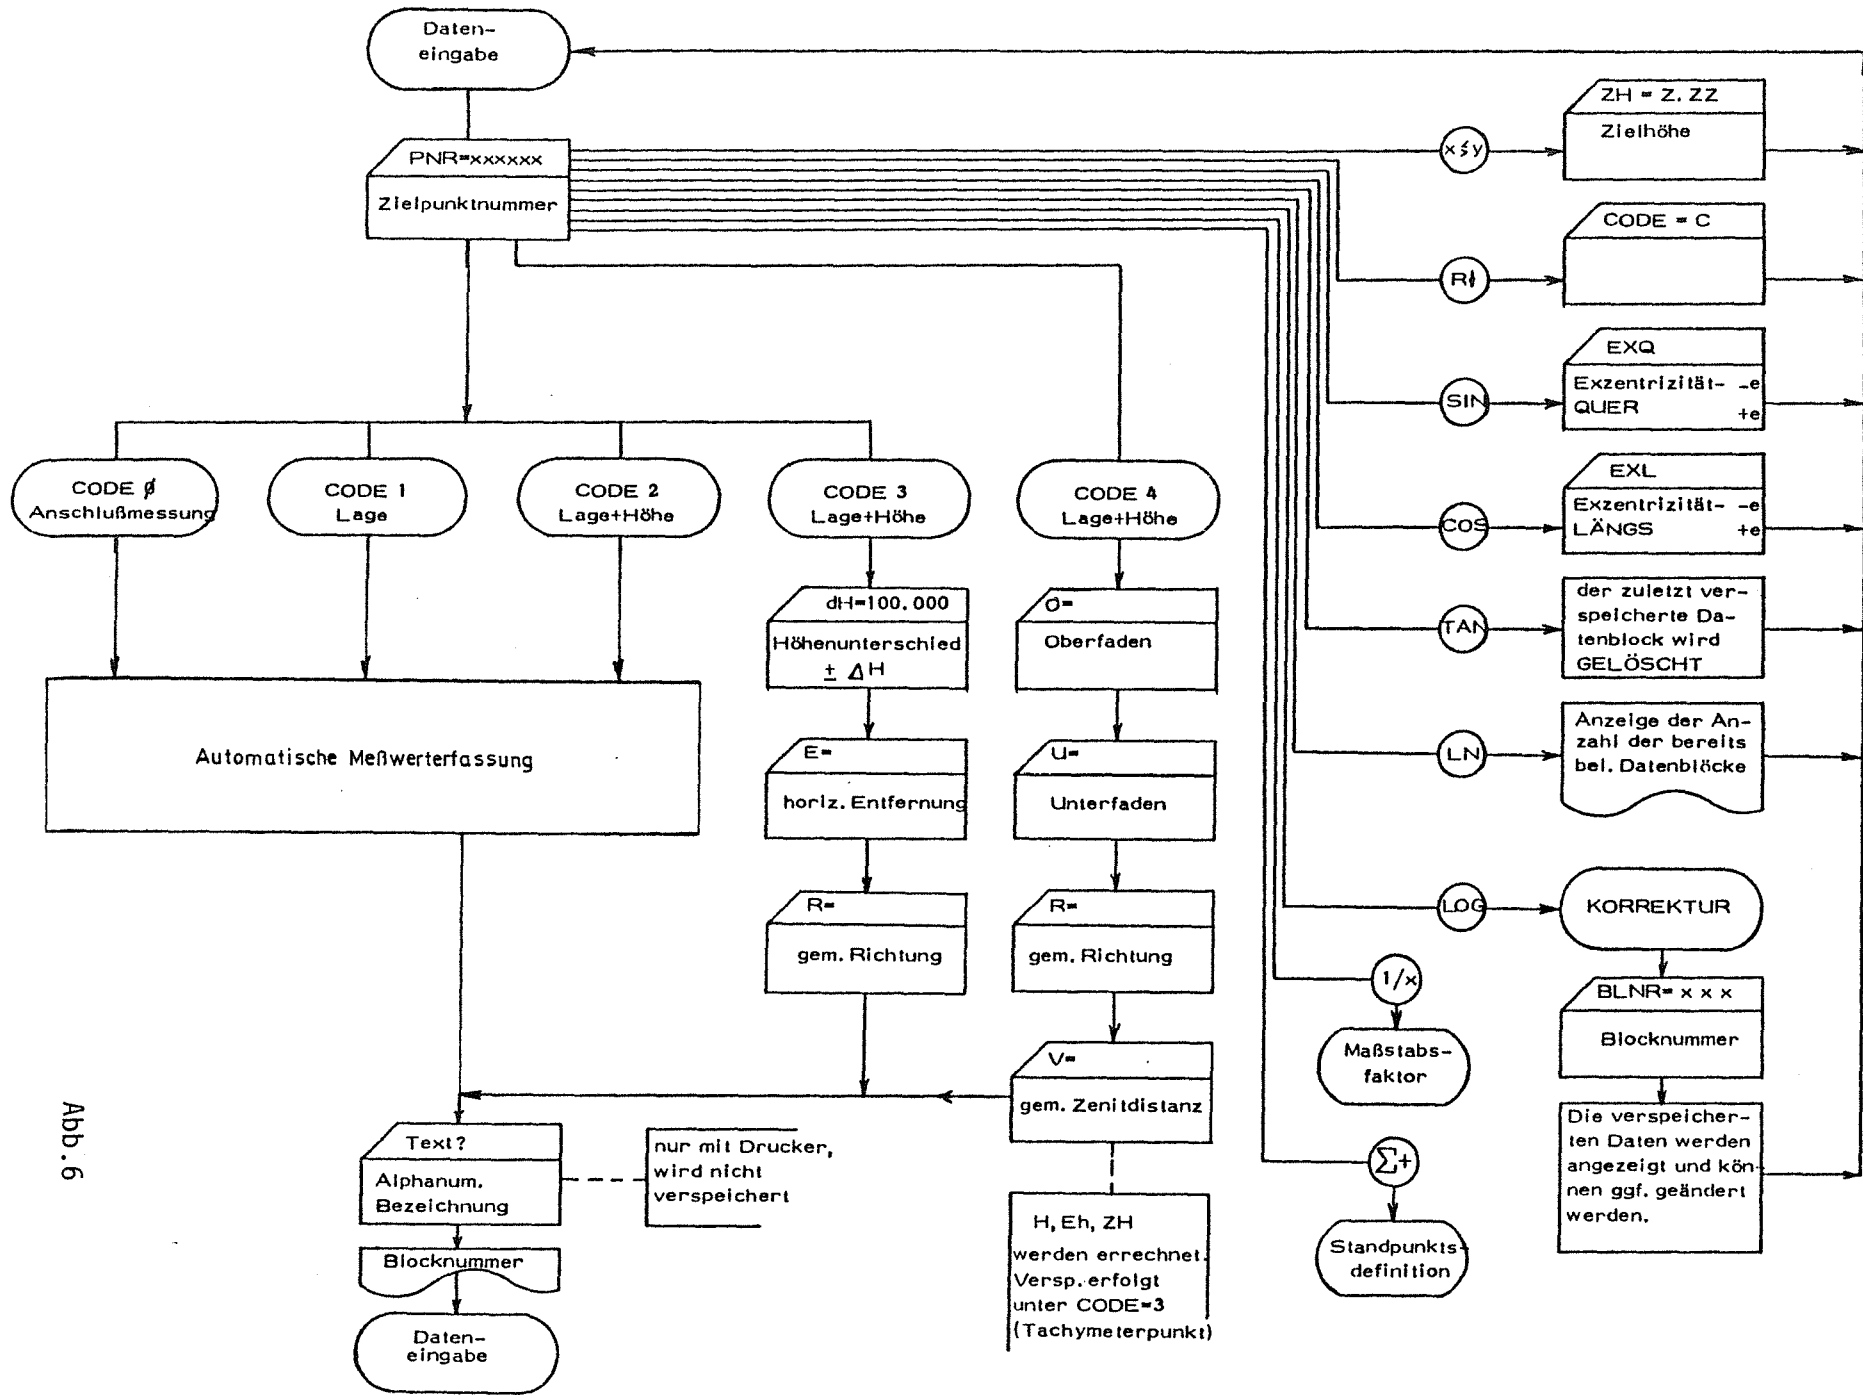 Daten-
eingabe
PNR=xxxxxx
Zielpunktnummer
CODE Ø
Anschlußmessung
CODE 1
Lage
CODE 2
Lage+Höhe
CODE 3
Lage+Höhe
CODE 4
Lage+Höhe
Automatische Meßwerterfassung
dH=100.000
Höhenunterschied
± ΔH
E=
horiz. Entfernung
R=
gem. Richtung
O=
Oberfaden
U=
Unterfaden
R=
gem. Richtung
V=
gem. Zenitdistanz
H, Eh, ZH
werden errechnet.
Versp. erfolgt
unter CODE=3
(Tachymeterpunkt)
Text?
Alphanum.
Bezeichnung
nur mit Drucker,
wird nicht
verspeichert
Blocknummer
Daten-
eingabe
x≶y
ZH = Z. ZZ
Zielhöhe
R↓
CODE = C
SIN
EXQ
Exzentrizität- -e
QUER +e
COS
EXL
Exzentrizität- -e
LÄNGS +e
TAN
der zuletzt ver-
speicherte Da-
tenblock wird
GELÖSCHT
LN
Anzeige der An-
zahl der bereits
bel. Datenblöcke
LOG
KORREKTUR
BLNR= x x x
Blocknummer
Die verspeicher-
ten Daten werden
angezeigt und kön-
nen ggf. geändert
werden.
1/x
Maßstabs-
faktor
Σ+
Standpunkts-
definition
Abb. 6